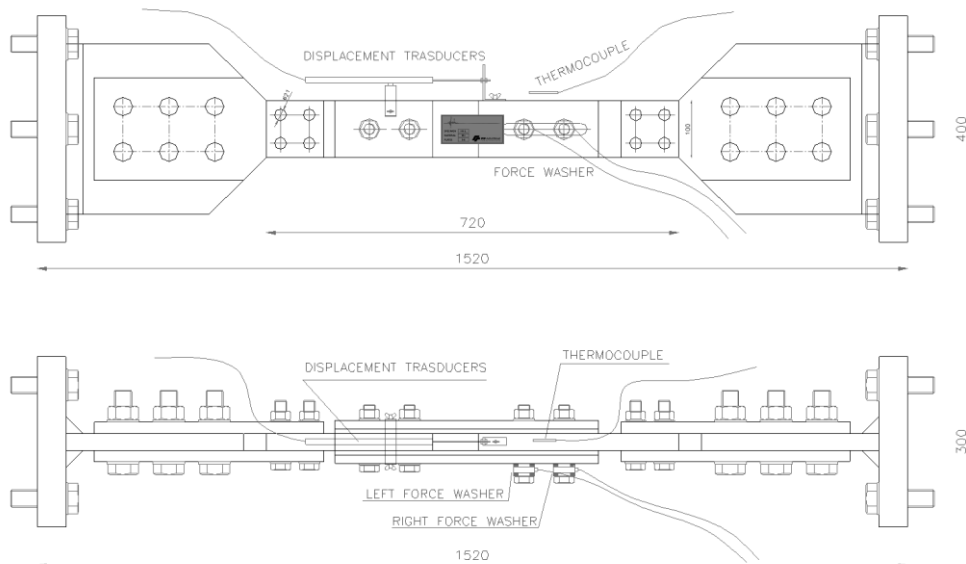 DISPLACEMENT TRASDUCERS
THERMOCOUPLE
100
FORCE WASHER
400
720
1520
DISPLACEMENT TRASDUCERS
THERMOCOUPLE
300
LEFT FORCE WASHER
RIGHT FORCE WASHER
1520